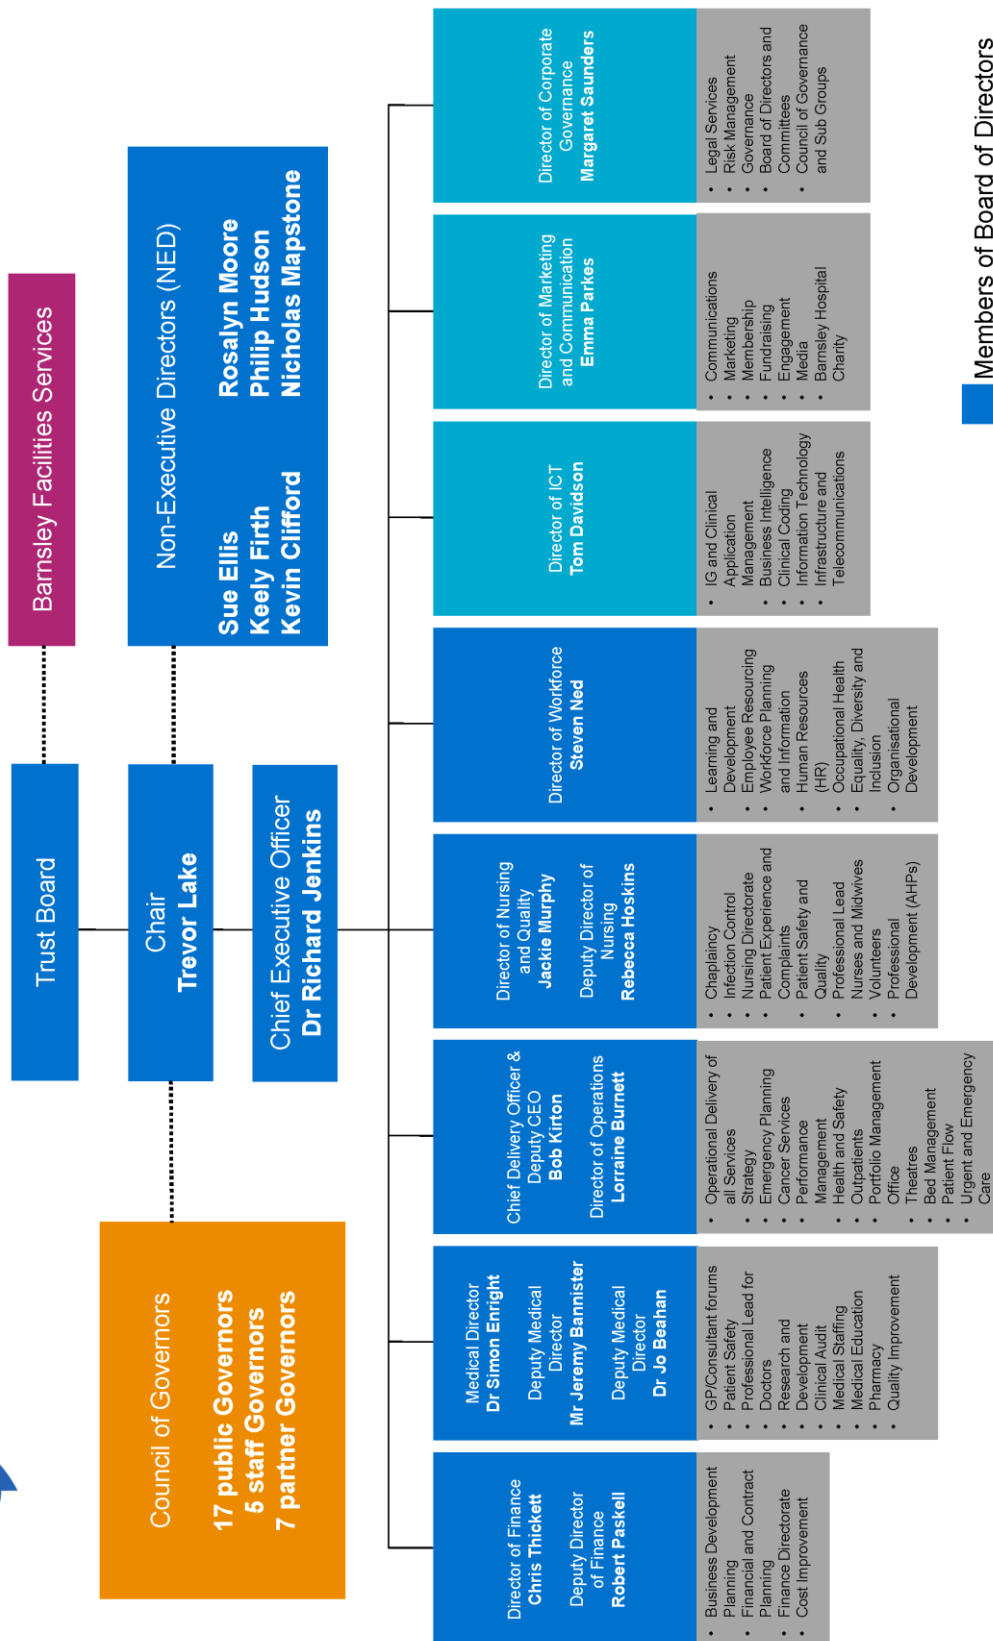 Trust Board
Barnsley Facilities Services
Council of Governors
17 public Governors
5 staff Governors
7 partner Governors
Chair
Trevor Lake
Non-Executive Directors (NED)
Sue Ellis
Keely Firth
Kevin Clifford
Rosalyn Moore
Philip Hudson
Nicholas Mapstone
Chief Executive Officer
Dr Richard Jenkins
Director of Finance
Chris Thickett
Deputy Director
of Finance
Robert Paskell
• Business Development
Planning
• Financial and Contract
Planning
• Finance Directorate
• Cost Improvement
Medical Director
Dr Simon Enright
Deputy Medical
Director
Mr Jeremy Bannister
Deputy Medical
Director
Dr Jo Beahan
• GP/Consultant forums
• Patient Safety
• Professional Lead for
Doctors
• Research and
Development
• Clinical Audit
• Medical Staffing
• Medical Education
• Pharmacy
• Quality Improvement
Chief Delivery Officer &
Deputy CEO
Bob Kirton
Director of Operations
Lorraine Burnett
• Operational Delivery of
all Services
• Strategy
• Emergency Planning
• Cancer Services
• Performance
Management
• Health and Safety
• Outpatients
• Portfolio Management
Office
• Theatres
• Bed Management
• Patient Flow
• Urgent and Emergency
Care
Director of Nursing
and Quality
Jackie Murphy
Deputy Director of
Nursing
Rebecca Hoskins
• Chaplaincy
• Infection Control
• Nursing Directorate
• Patient Experience and
Complaints
• Patient Safety and
Quality
• Professional Lead
Nurses and Midwives
• Volunteers
• Professional
Development (AHPs)
Director of Workforce
Steven Ned
• Learning and
Development
• Employee Resourcing
• Workforce Planning
and Information
• Human Resources
(HR)
• Occupational Health
• Equality, Diversity and
Inclusion
• Organisational
Development
Director of ICT
Tom Davidson
• IG and Clinical
Application
Management
• Business Intelligence
• Clinical Coding
• Information Technology
• Infrastructure and
Telecommunications
Director of Marketing
and Communication
Emma Parkes
• Communications
• Marketing
• Membership
• Fundraising
• Engagement
• Media
• Barnsley Hospital
Charity
Director of Corporate
Governance
Margaret Saunders
• Legal Services
• Risk Management
• Governance
• Board of Directors and
Committees
• Council of Governance
and Sub Groups
Members of Board of Directors